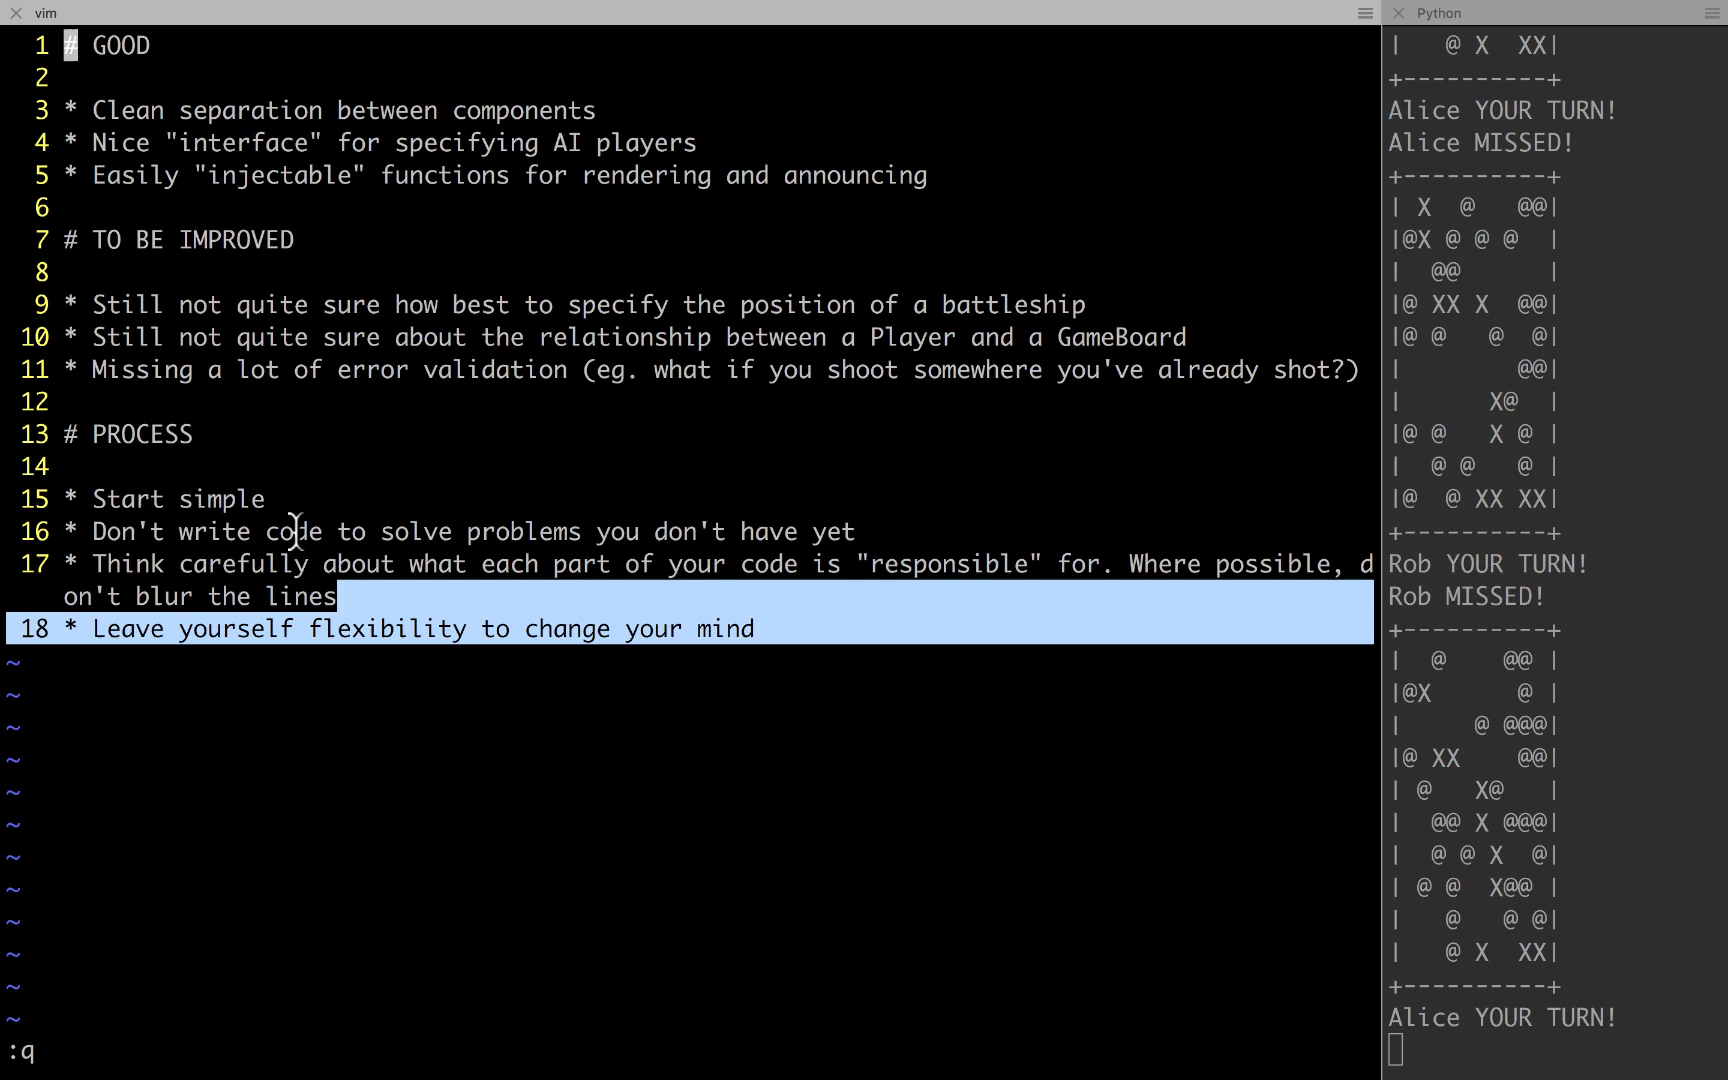 vim
1 # GOOD
2
3 * Clean separation between components
4 * Nice "interface" for specifying AI players
5 * Easily "injectable" functions for rendering and announcing
6
7 # TO BE IMPROVED
8
9 * Still not quite sure how best to specify the position of a battleship
10 * Still not quite sure about the relationship between a Player and a GameBoard
11 * Missing a lot of error validation (eg. what if you shoot somewhere you've already shot?)
12
13 # PROCESS
14
15 * Start simple
16 * Don't write code to solve problems you don't have yet
17 * Think carefully about what each part of your code is "responsible" for. Where possible, d
on't blur the lines
18 * Leave yourself flexibility to change your mind
~
~
~
~
~
~
~
~
~
~
~
~
:q
Python
|   @ X  XX|
+----------+
Alice YOUR TURN!
Alice MISSED!
+----------+
| X  @   @@|
|@X @ @ @  |
|  @@      |
|@ XX X  @@|
|@ @   @  @|
|        @@|
|      X@  |
|@ @   X @ |
|  @ @   @ |
|@  @ XX XX|
+----------+
Rob YOUR TURN!
Rob MISSED!
+----------+
|  @    @@ |
|@X      @ |
|     @ @@@|
|@ XX    @@|
| @   X@   |
|  @@ X @@@|
|  @ @ X  @|
| @ @  X@@ |
|   @   @ @|
|   @ X  XX|
+----------+
Alice YOUR TURN!